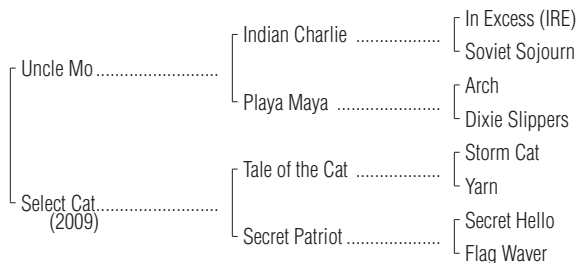 In Excess (IRE)
Indian Charlie ..................
Soviet Sojourn
Uncle Mo ..........................
Arch
Playa Maya ......................
Dixie Slippers
Storm Cat
Tale of the Cat ..................
Yarn
Select Cat..........................
(2009)
Secret Hello
Secret Patriot ....................
Flag Waver